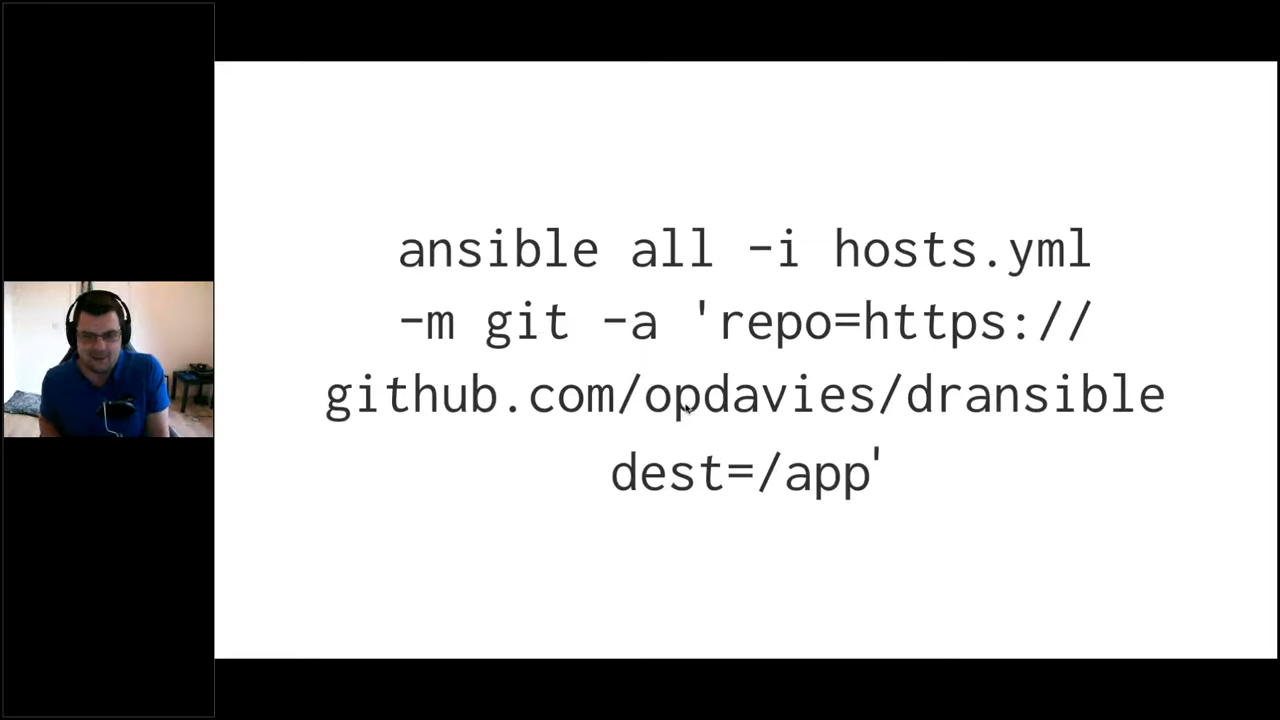 ansible all -i hosts.yml
-m git -a 'repo=https://
github.com/opdavies/dransible
dest=/app'